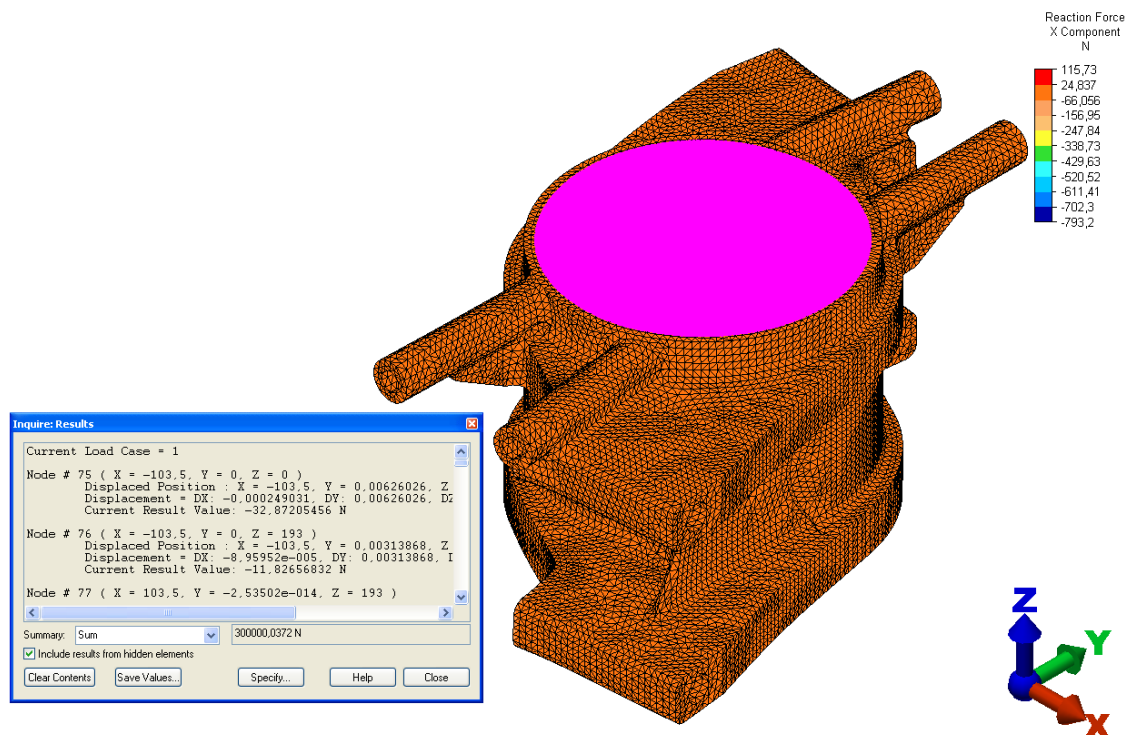 Reaction Force
X Component
N
115,73
24,837
-66,056
-156,95
-247,84
-338,73
-429,63
-520,52
-611,41
-702,3
-793,2
Inquire: Results
Current Load Case = 1
Node # 75 ( X = -103,5, Y = 0, Z = 0 )
Displaced Position : X = -103,5, Y = 0,00626026, Z
Displacement = DX: -0,000249031, DY: 0,00626026, DZ
Current Result Value: -32,87205456 N
Node # 76 ( X = -103,5, Y = 0, Z = 193 )
Displaced Position : X = -103,5, Y = 0,00313868, Z
Displacement = DX: -8,95952e-005, DY: 0,00313868, I
Current Result Value: -11,82656832 N
Node # 77 ( X = 103,5, Y = -2,53502e-014, Z = 193 )
Summary: Sum 300000,0372 N
Include results from hidden elements
Clear Contents Save Values... Specify... Help Close
Z
Y
X